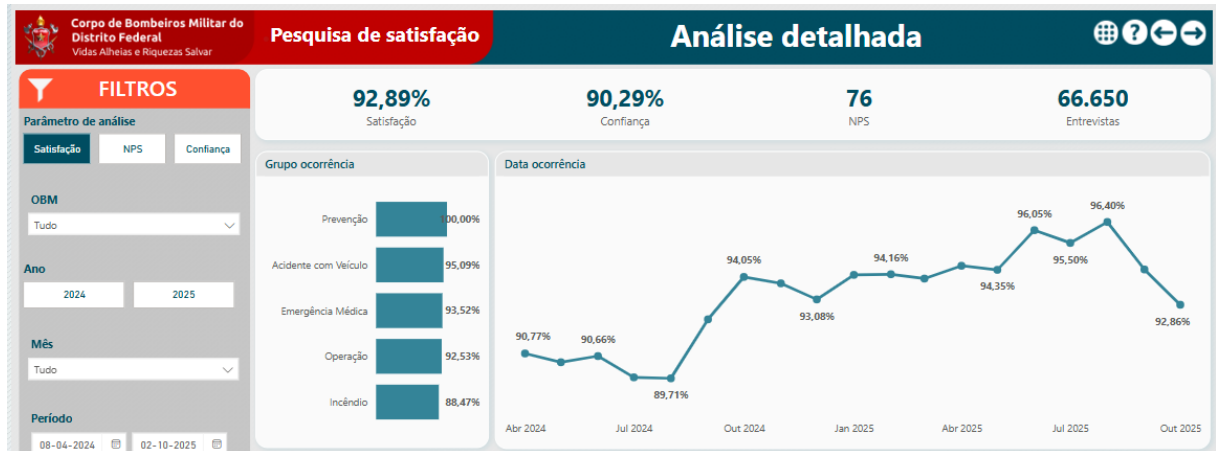 Corpo de Bombeiros Militar do
Distrito Federal
Vidas Alheias e Riquezas Salvar
Pesquisa de satisfação
Análise detalhada
FILTROS
Parâmetro de análise
Satisfação
NPS
Confiança
OBM
Tudo
Ano
2024
2025
Mês
Tudo
Período
08-04-2024
02-10-2025
92,89%
Satisfação
90,29%
Confiança
76
NPS
66.650
Entrevistas
Grupo ocorrência
Prevenção 100,00%
Acidente com Veículo 95,09%
Emergência Médica 93,52%
Operação 92,53%
Incêndio 88,47%
Data ocorrência
90,77%
90,66%
89,71%
94,05%
93,08%
94,16%
94,35%
96,05%
95,50%
96,40%
92,86%
Abr 2024 Jul 2024 Out 2024 Jan 2025 Abr 2025 Jul 2025 Out 2025